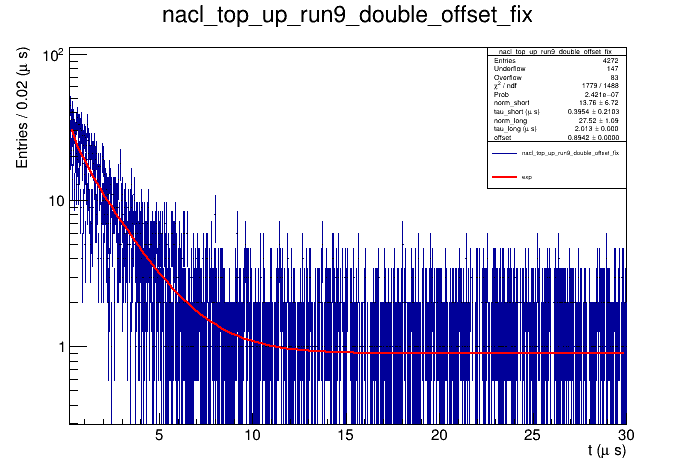 nacl_top_up_run9_double_offset_fix
Entries / 0.02 (μ s)
10²
10
1
5
10
15
20
25
30
t (μ s)
nacl_top_up_run9_double_offset_fix
Entries 4272
Underflow 147
Overflow 83
χ² / ndf 1779 / 1488
Prob 2.421e−07
norm_short 13.76 ± 6.72
tau_short (μ s) 0.3954 ± 0.2103
norm_long 27.52 ± 1.09
tau_long (μ s) 2.013 ± 0.000
offset 0.8942 ± 0.0000
nacl_top_up_run9_double_offset_fix
exp